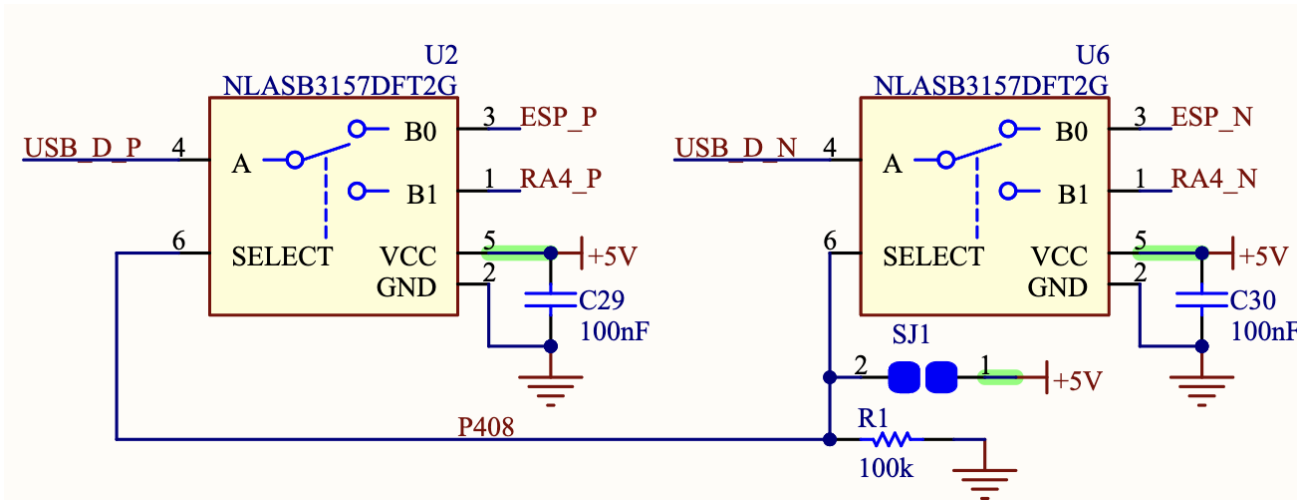 U2
NLASB3157DFT2G
USB_D_P
4
A
B0
3
ESP_P
B1
1
RA4_P
6
SELECT
VCC
5
+5V
GND
2
C29
100nF
U6
NLASB3157DFT2G
USB_D_N
4
A
B0
3
ESP_N
B1
1
RA4_N
6
SELECT
VCC
5
+5V
GND
2
C30
100nF
SJ1
2
1
+5V
P408
R1
100k